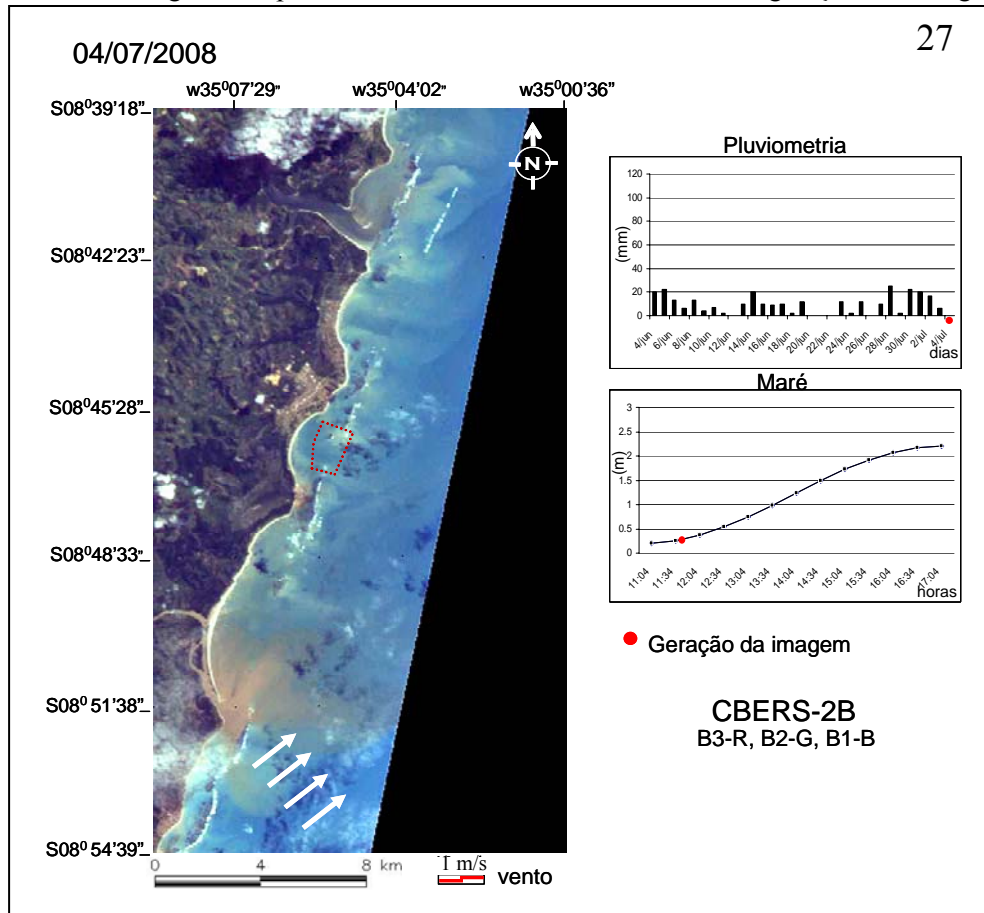 27
04/07/2008
w35⁰07'29" w35⁰04'02" w35⁰00'36"
S08⁰39'18"
S08⁰42'23"
S08⁰45'28"
S08⁰48'33"
S08⁰51'38"
S08⁰54'39"
N
0 4 8 km
1 m/s
vento
Pluviometria
(mm)
120
100
80
60
40
20
0
4/jun 6/jun 8/jun 10/jun 12/jun 14/jun 16/jun 18/jun 20/jun 22/jun 24/jun 26/jun 28/jun 30/jun 2/jul 4/jul
dias
Maré
(m)
3
2.5
2
1.5
1
0.5
0
11:04 11:34 12:04 12:34 13:04 13:34 14:04 14:34 15:04 15:34 16:04 16:34 17:04
horas
Geração da imagem
CBERS-2B
B3-R, B2-G, B1-B